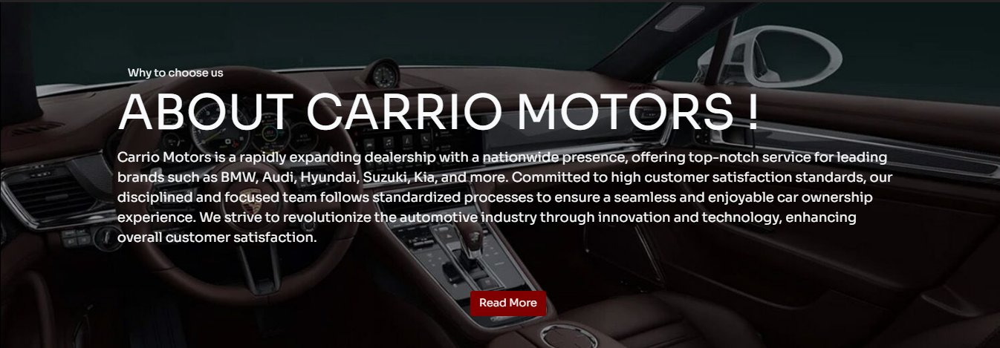 Why to choose us
ABOUT CARRIO MOTORS !
Carrio Motors is a rapidly expanding dealership with a nationwide presence, offering top-notch service for leading
brands such as BMW, Audi, Hyundai, Suzuki, Kia, and more. Committed to high customer satisfaction standards, our
disciplined and focused team follows standardized processes to ensure a seamless and enjoyable car ownership
experience. We strive to revolutionize the automotive industry through innovation and technology, enhancing
overall customer satisfaction.
Read More